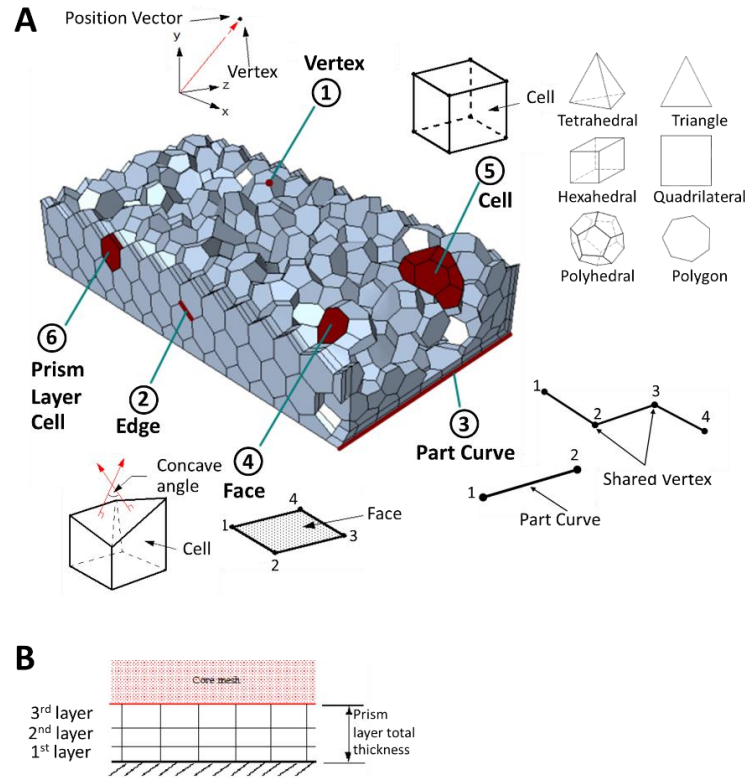 A
Position Vector
y
z
x
Vertex
Vertex
1
Cell
Tetrahedral
Triangle
5
Cell
Hexahedral
Quadrilateral
Polyhedral
Polygon
6
Prism
Layer
Cell
2
Edge
4
Face
3
Part Curve
1
2
3
4
Shared Vertex
1
2
Part Curve
Concave
angle
Cell
1
2
3
4
Face
B
Core mesh
3rd layer
2nd layer
1st layer
Prism
layer total
thickness